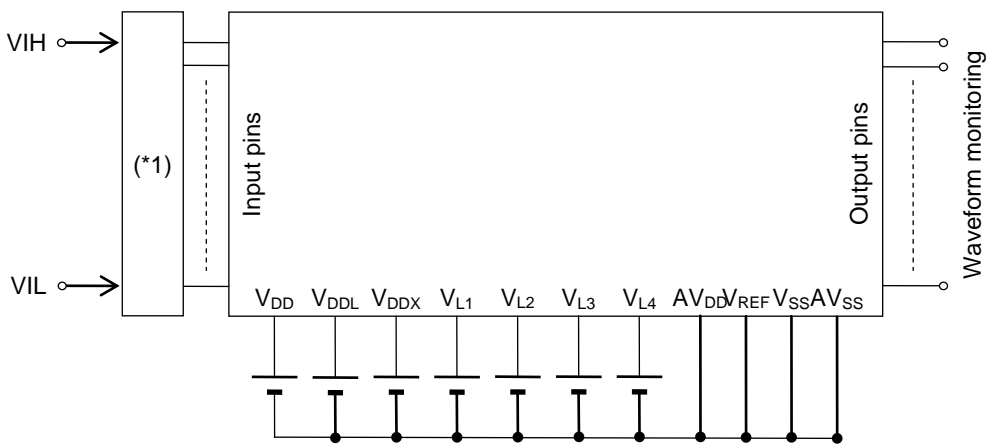 VIH
(*1)
VIL
Input pins
Output pins
Waveform monitoring
VDD VDDL VDDX VL1 VL2 VL3 VL4 AVDD VREF VSS AVSS